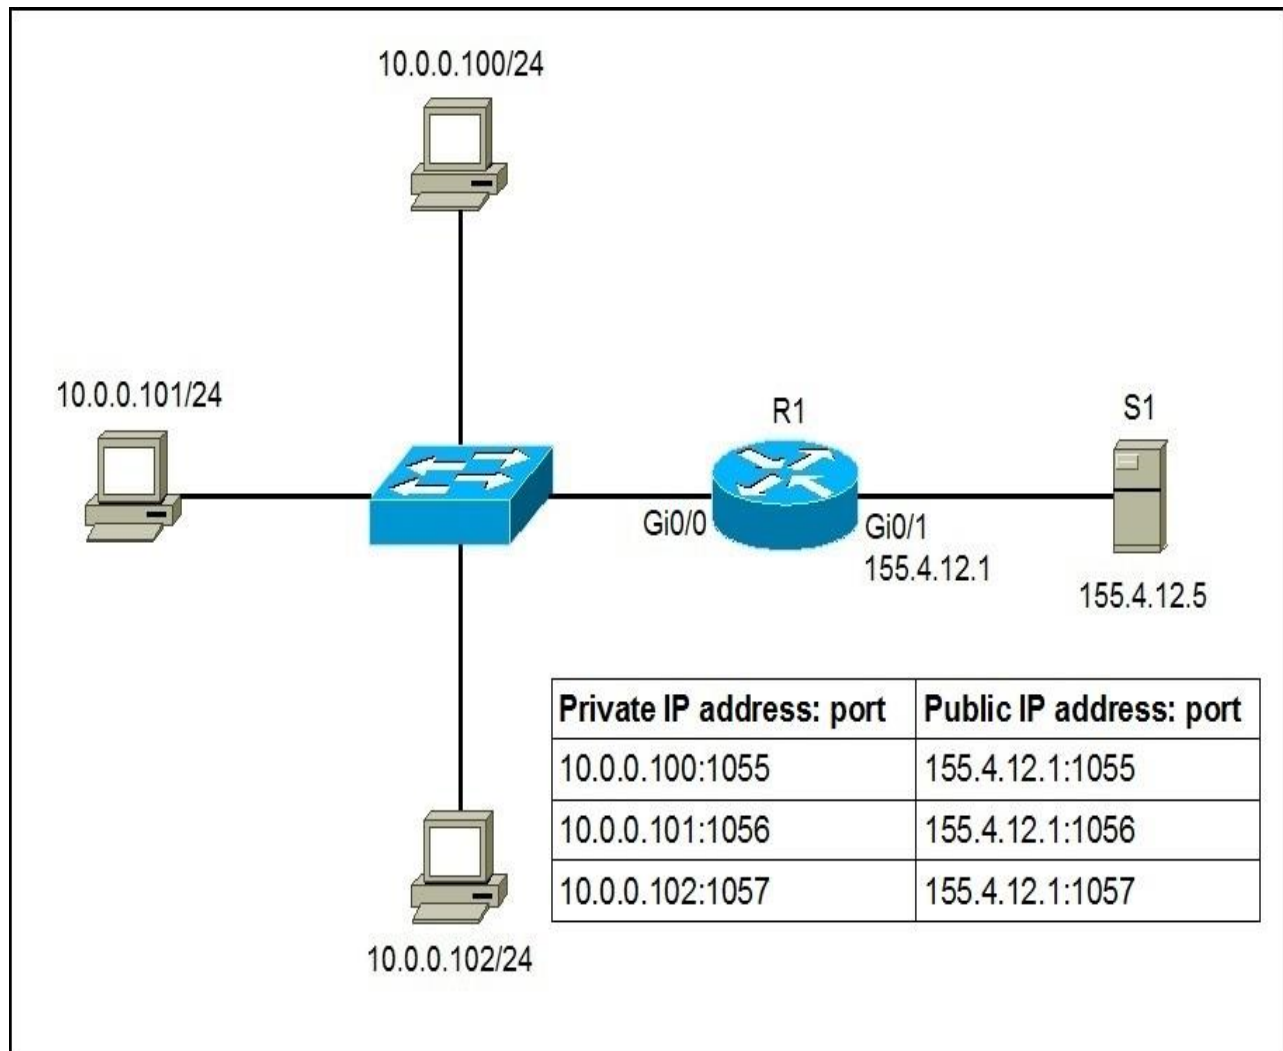 10.0.0.100/24
10.0.0.101/24
R1
S1
Gi0/0
Gi0/1
155.4.12.1
155.4.12.5
Private IP address: port Public IP address: port
10.0.0.100:1055 155.4.12.1:1055
10.0.0.101:1056 155.4.12.1:1056
10.0.0.102:1057 155.4.12.1:1057
10.0.0.102/24